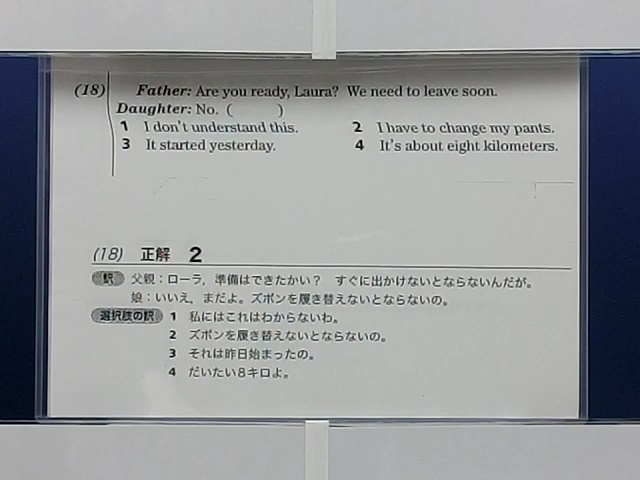 (18) Father: Are you ready, Laura? We need to leave soon.
Daughter: No. ( )
1 I don't understand this. 2 I have to change my pants.
3 It started yesterday. 4 It's about eight kilometers.
(18) 正解 2
訳 父親：ローラ，準備はできたかい？ すぐに出かけないとならないんだが。
娘：いいえ，まだよ。ズボンを履き替えないとならないの。
選択肢の訳 1 私にはこれはわからないわ。
2 ズボンを履き替えないとならないの。
3 それは昨日始まったの。
4 だいたい8キロよ。